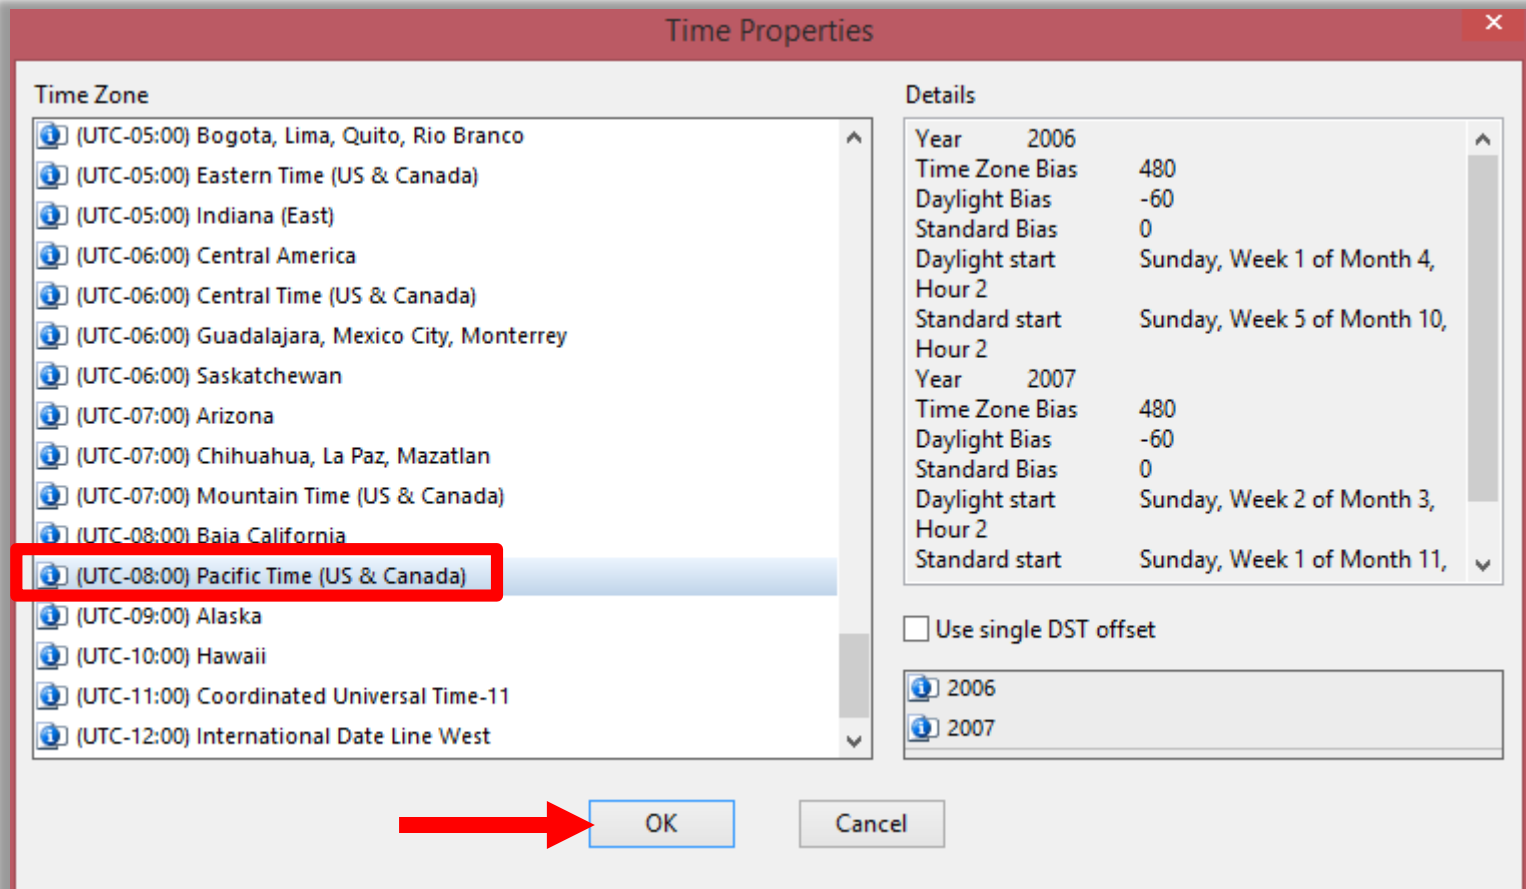 Time Properties
Time Zone
(UTC-05:00) Bogota, Lima, Quito, Rio Branco
(UTC-05:00) Eastern Time (US & Canada)
(UTC-05:00) Indiana (East)
(UTC-06:00) Central America
(UTC-06:00) Central Time (US & Canada)
(UTC-06:00) Guadalajara, Mexico City, Monterrey
(UTC-06:00) Saskatchewan
(UTC-07:00) Arizona
(UTC-07:00) Chihuahua, La Paz, Mazatlan
(UTC-07:00) Mountain Time (US & Canada)
(UTC-08:00) Baja California
(UTC-08:00) Pacific Time (US & Canada)
(UTC-09:00) Alaska
(UTC-10:00) Hawaii
(UTC-11:00) Coordinated Universal Time-11
(UTC-12:00) International Date Line West
Details
Year 2006
Time Zone Bias 480
Daylight Bias -60
Standard Bias 0
Daylight start Sunday, Week 1 of Month 4,
Hour 2
Standard start Sunday, Week 5 of Month 10,
Hour 2
Year 2007
Time Zone Bias 480
Daylight Bias -60
Standard Bias 0
Daylight start Sunday, Week 2 of Month 3,
Hour 2
Standard start Sunday, Week 1 of Month 11,
Use single DST offset
2006
2007
OK
Cancel